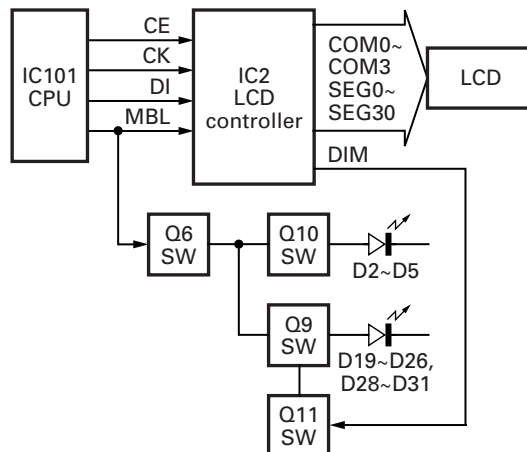 IC101
CPU
CE
CK
DI
MBL
IC2
LCD
controller
COM0~
COM3
SEG0~
SEG30
LCD
DIM
Q6
SW
Q10
SW
D2~D5
Q9
SW
D19~D26,
D28~D31
Q11
SW